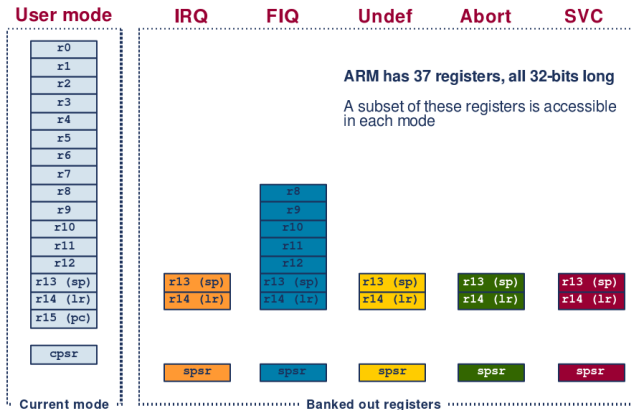 User mode IRQ FIQ Undef Abort SVC
r0
r1
r2
r3
r4
r5
r6
r7
r8 r8
r9 r9
r10 r10
r11 r11
r12 r12
r13 (sp) r13 (sp) r13 (sp) r13 (sp) r13 (sp) r13 (sp)
r14 (lr) r14 (lr) r14 (lr) r14 (lr) r14 (lr) r14 (lr)
r15 (pc)
cpsr
spsr spsr spsr spsr spsr
ARM has 37 registers, all 32-bits long
A subset of these registers is accessible
in each mode
Current mode Banked out registers